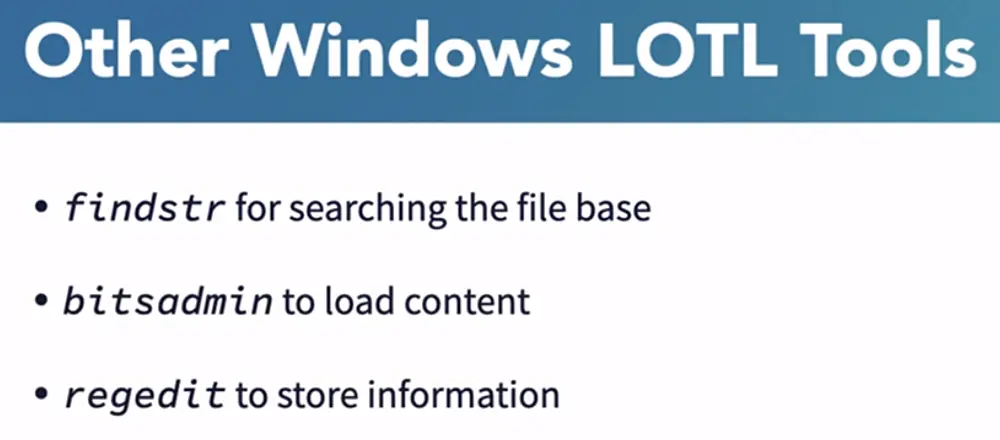 Other Windows LOTL Tools
• findstr for searching the file base
• bitsadmin to load content
• regedit to store information